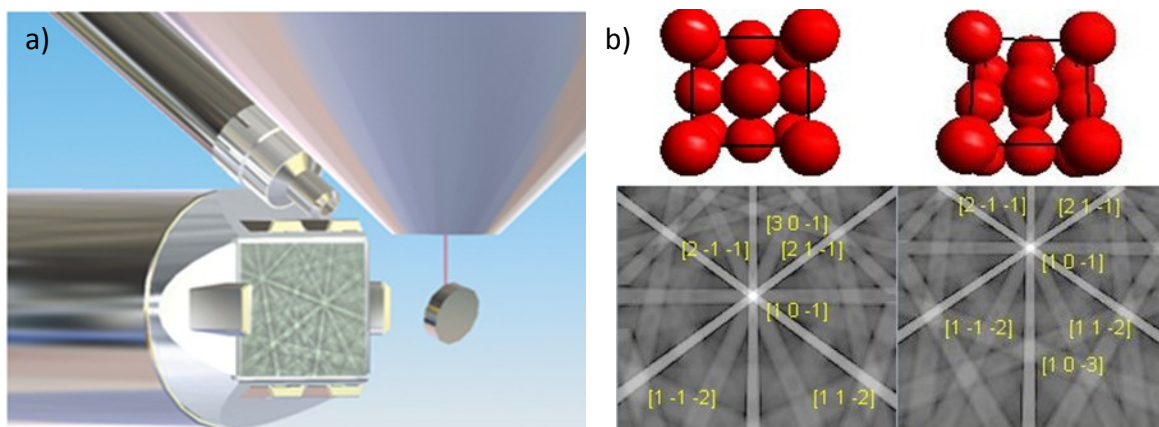 a)
b)
[3 0 -1]
[2 -1 -1]
[2 1 -1]
[1 0 -1]
[1 -1 -2]
[1 1 -2]
[2 -1 -1]
[2 1 -1]
[1 0 -1]
[1 -1 -2]
[1 1 -2]
[1 0 -3]